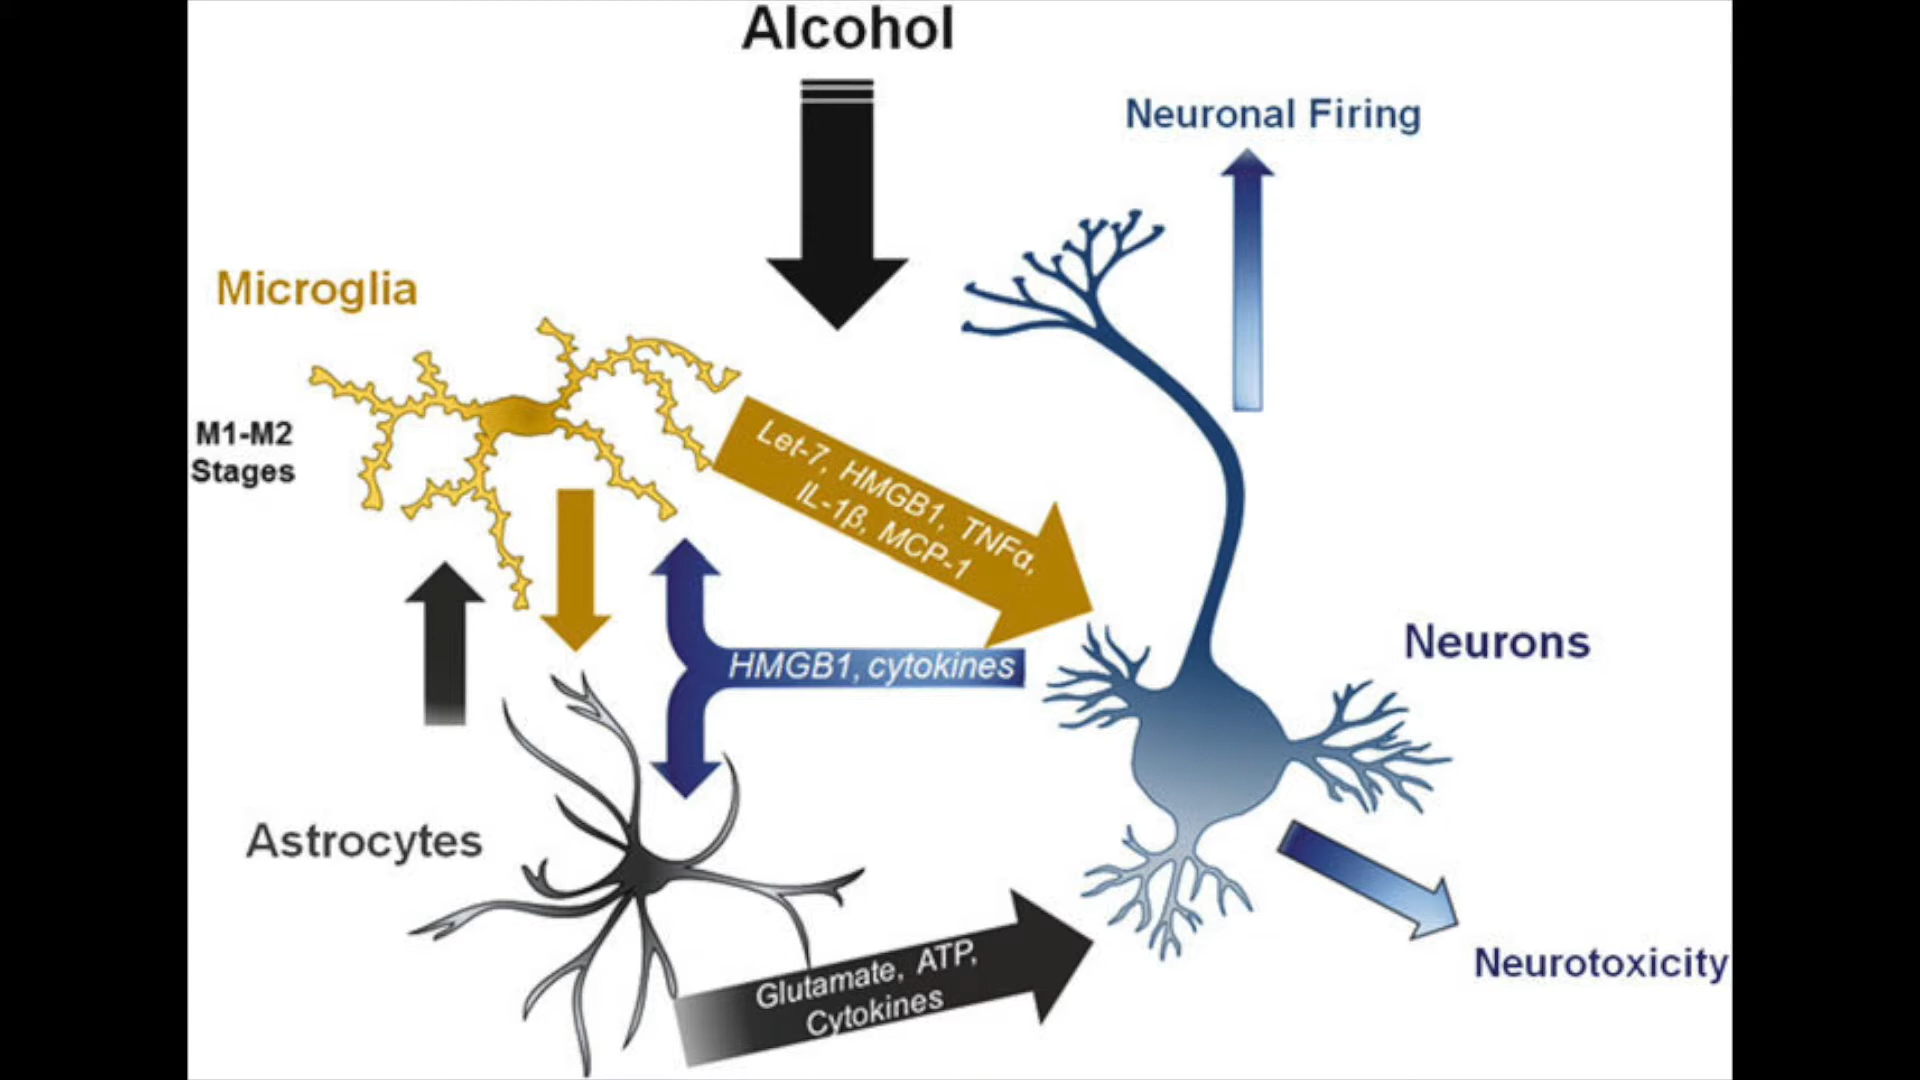 Alcohol
Neuronal Firing
Microglia
M1-M2
Stages
Let-7, HMGB1, TNFα,
IL-1β, MCP-1
HMGB1, cytokines
Neurons
Astrocytes
Glutamate, ATP,
Cytokines
Neurotoxicity